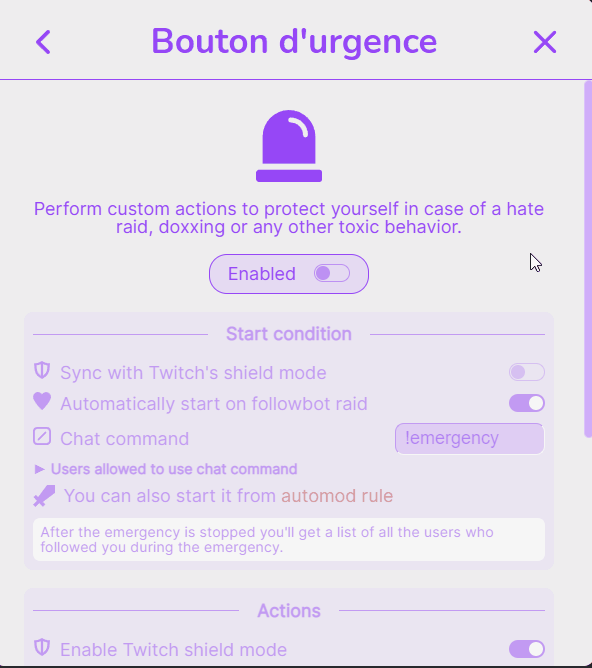 Bouton d'urgence
Perform custom actions to protect yourself in case of a hate
raid, doxxing or any other toxic behavior.
Enabled
Start condition
Sync with Twitch's shield mode
Automatically start on followbot raid
Chat command
!emergency
Users allowed to use chat command
You can also start it from automod rule
After the emergency is stopped you'll get a list of all the users who
followed you during the emergency.
Actions
Enable Twitch shield mode